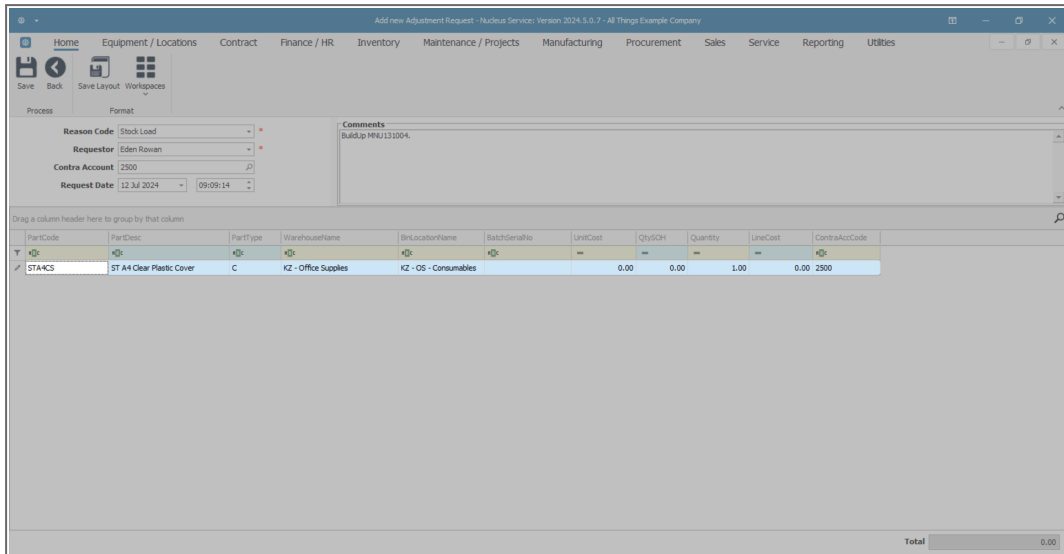 Add new Adjustment Request - Nucleus Service: Version 2024.5.0.7 - All Things Example Company
Home Equipment / Locations Contract Finance / HR Inventory Maintenance / Projects Manufacturing Procurement Sales Service Reporting Utilities
Save Back Save Layout Workspaces
Process Format
Reason Code Stock Load *
Requestor Eden Rowan *
Contra Account 2500
Request Date 12 Jul 2024 09:09:14
Comments
BuildUp MNU131004.
Drag a column header here to group by that column
PartCode PartDesc PartType WarehouseName BinLocationName BatchSerialNo UnitCost QtySOH Quantity LineCost ContraAccCode
STA4CS ST A4 Clear Plastic Cover C KZ - Office Supplies KZ - OS - Consumables 0.00 0.00 1.00 0.00 2500
Total 0.00